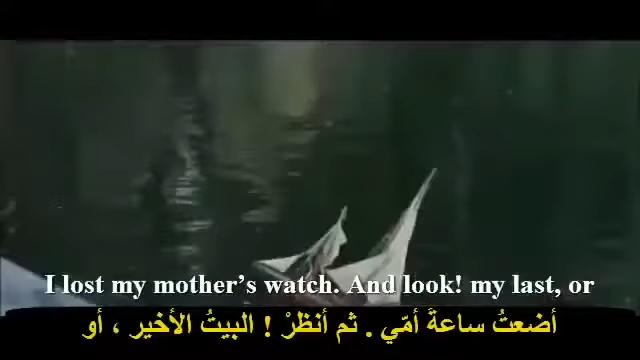 I lost my mother’s watch. And look! my last, or
أضعتُ ساعةَ أمّي . ثم أنظرْ ! البيتُ الأخير ، أو